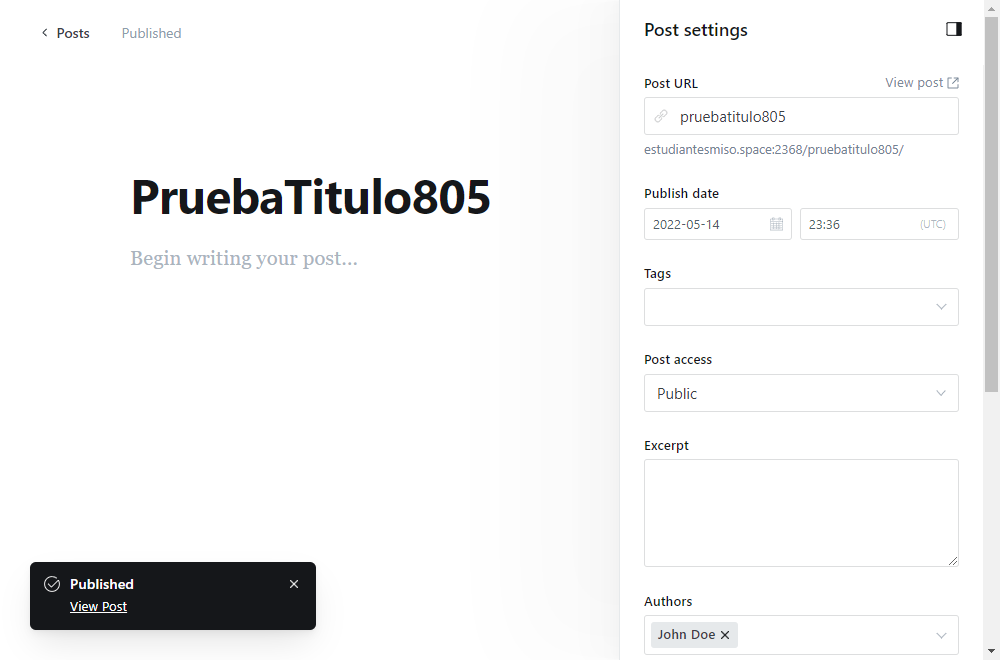 Posts
Published
PruebaTitulo805
Begin writing your post...
Published
View Post
Post settings
Post URL
View post
pruebatitulo805
estudiantesmiso.space:2368/pruebatitulo805/
Publish date
2022-05-14
23:36
(UTC)
Tags
Post access
Public
Excerpt
Authors
John Doe